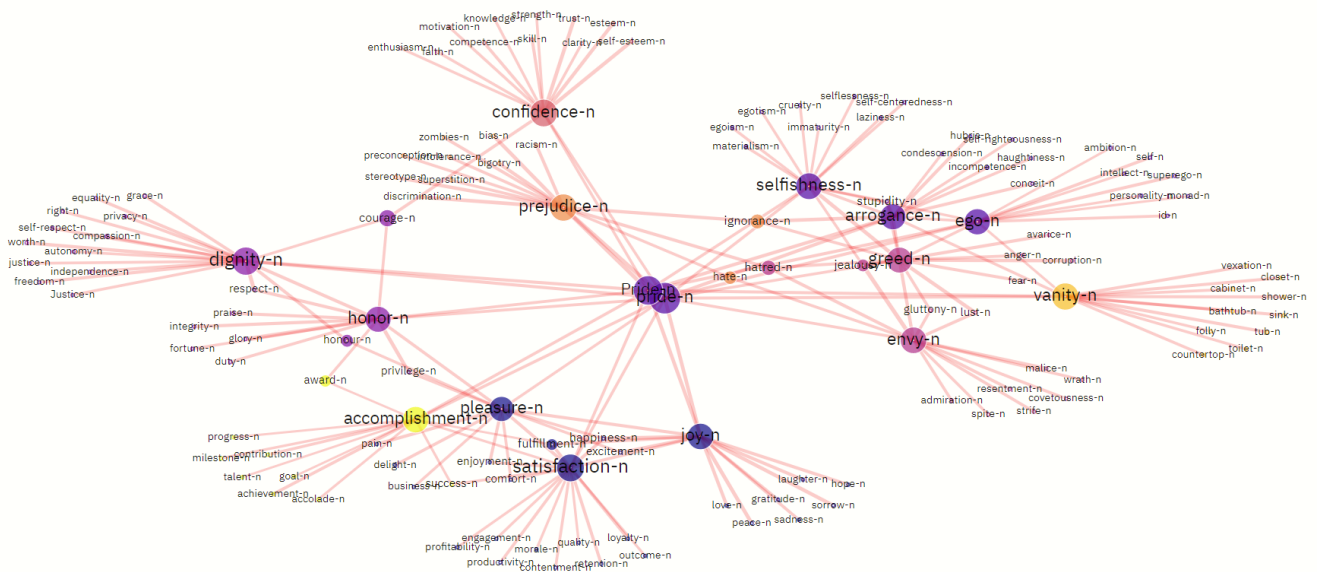 knowledge-n
strength-n
trust-n
esteem-n
motivation-n
enthusiasm-n
faith-n
competence-n
skill-n
clarity-n
self-esteem-n
confidence-n
zombies-n
bias-n
racism-n
preconception-n
intolerance-n
bigotry-n
stereotype-n
superstition-n
discrimination-n
prejudice-n
courage-n
egotism-n
cruelty-n
selflessness-n
self-centeredness-n
laziness-n
egoism-n
immaturity-n
materialism-n
selfishness-n
hubris-n
self-righteousness-n
condescension-n
haughtiness-n
incompetence-n
conceit-n
stupidity-n
arrogance-n
ambition-n
self-n
intellect-n
superego-n
personality-n
monad-n
id-n
ego-n
ignorance-n
hatred-n
hate-n
jealousy-n
greed-n
avarice-n
anger-n
corruption-n
fear-n
gluttony-n
lust-n
vanity-n
vexation-n
closet-n
cabinet-n
shower-n
bathtub-n
sink-n
folly-n
tub-n
toilet-n
countertop-n
envy-n
malice-n
wrath-n
resentment-n
covetousness-n
admiration-n
spite-n
strife-n
equality-n
grace-n
right-n
privacy-n
self-respect-n
compassion-n
worth-n
autonomy-n
justice-n
independence-n
freedom-n
Justice-n
dignity-n
respect-n
Pride-n
pride-n
praise-n
integrity-n
glory-n
fortune-n
duty-n
honor-n
honour-n
award-n
privilege-n
accomplishment-n
pleasure-n
progress-n
contribution-n
milestone-n
talent-n
goal-n
achievement-n
accolade-n
pain-n
delight-n
business-n
success-n
enjoyment-n
comfort-n
fulfillment-n
happiness-n
excitement-n
satisfaction-n
joy-n
laughter-n
hope-n
love-n
gratitude-n
sorrow-n
peace-n
sadness-n
engagement-n
profitability-n
morale-n
quality-n
loyalty-n
outcome-n
productivity-n
contentment-n
retention-n